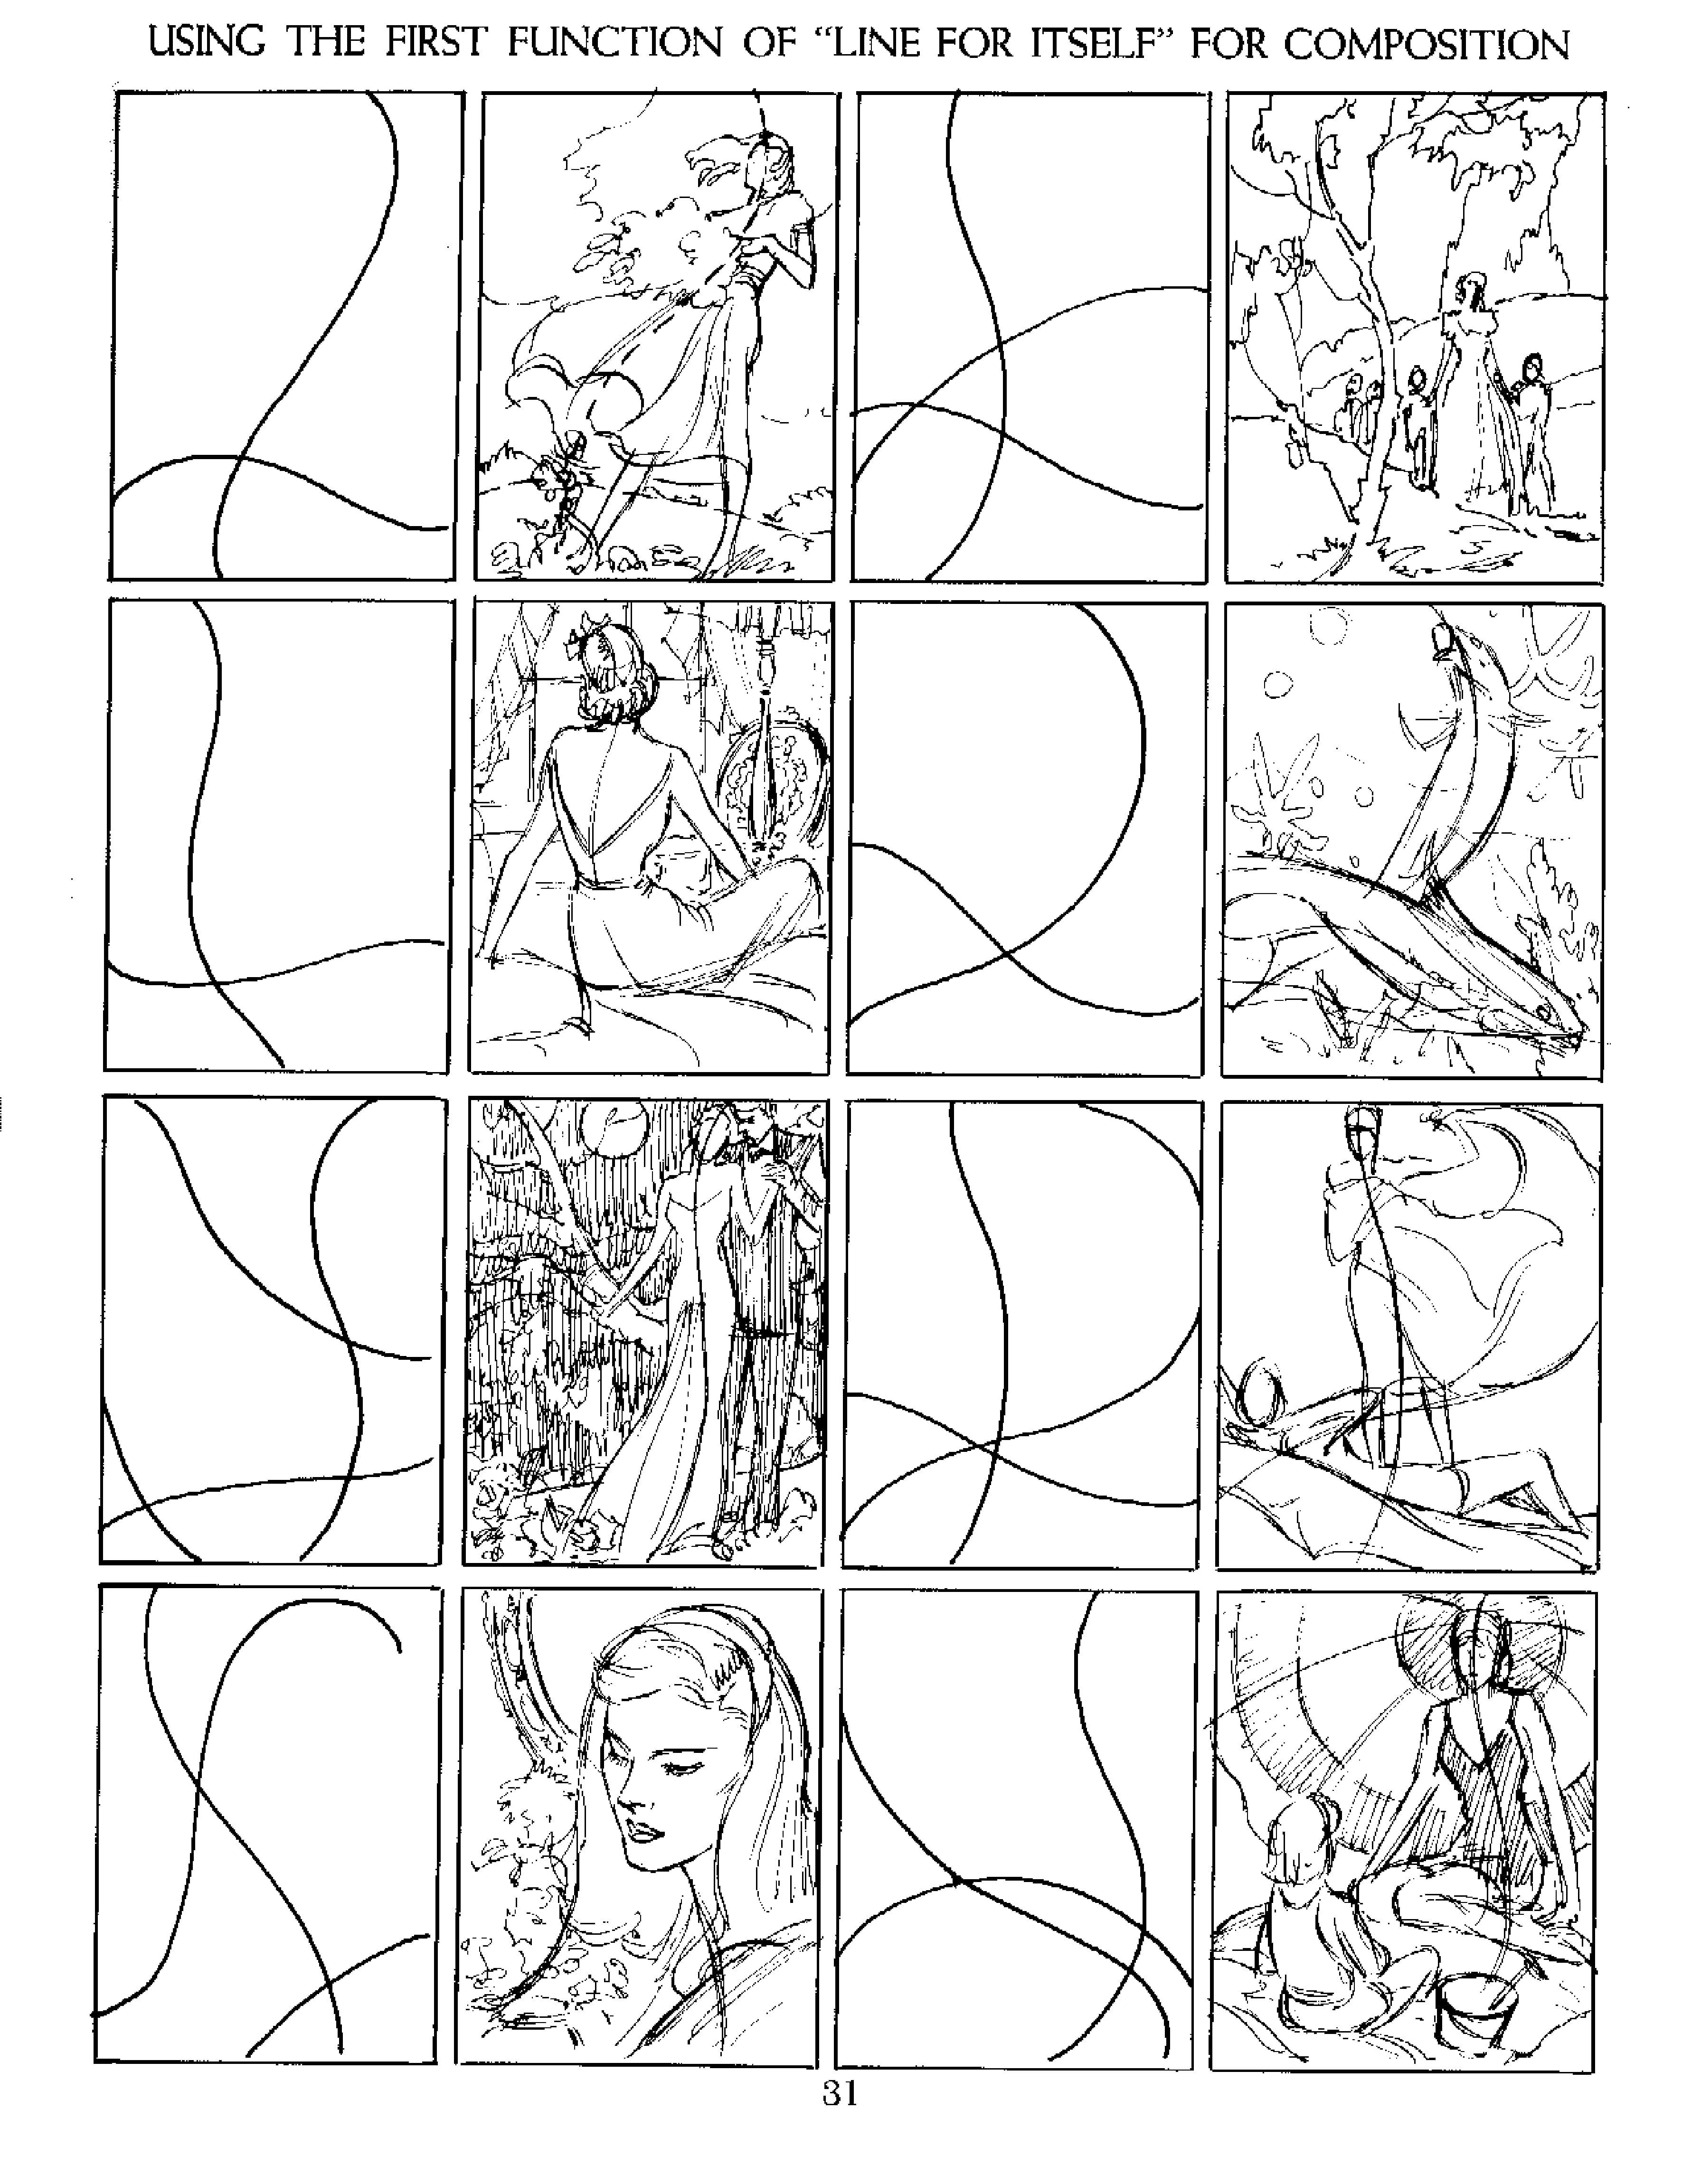 USING THE FIRST FUNCTION OF “LINE FOR ITSELF” FOR COMPOSITION
31